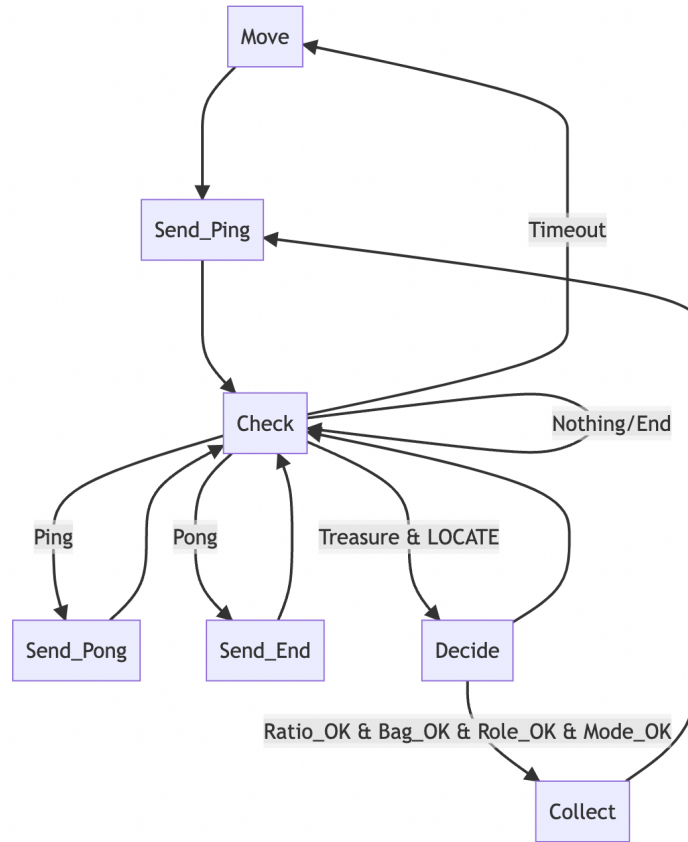 Move
Send_Ping
Timeout
Check
Nothing/End
Ping
Pong
Treasure & LOCATE
Send_Pong
Send_End
Decide
Ratio_OK & Bag_OK & Role_OK & Mode_OK
Collect